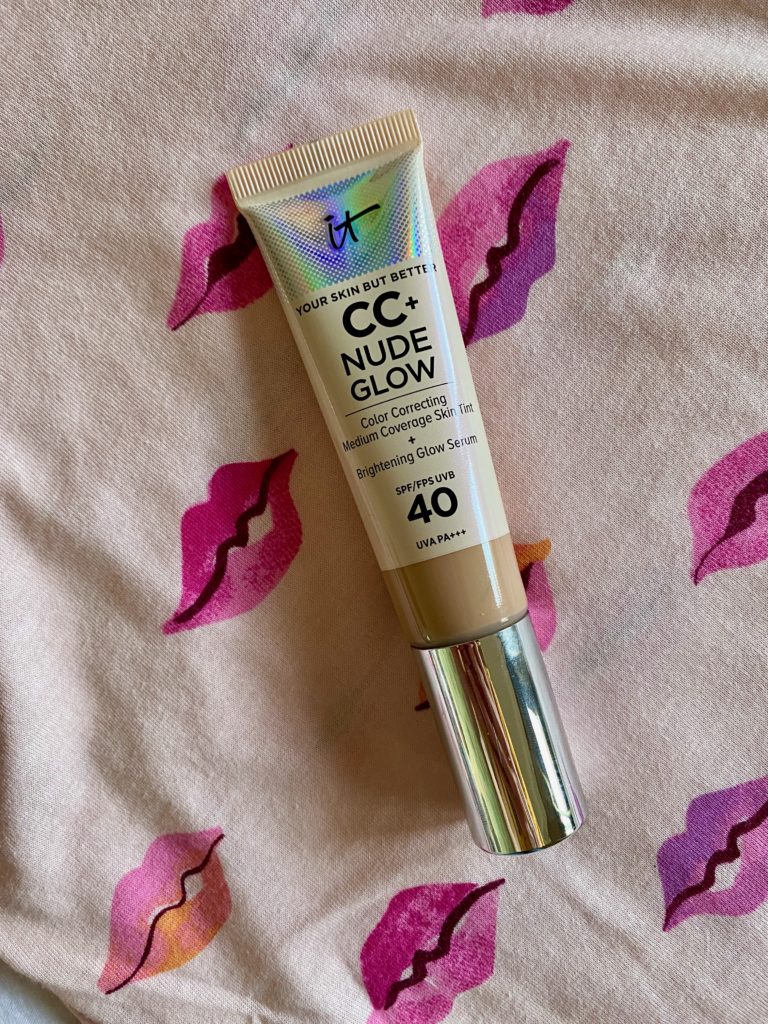 it
YOUR SKIN BUT BETTER
CC+
NUDE
GLOW
Color Correcting
Medium Coverage Skin Tint
+
Brightening Glow Serum
SPF/FPS UVB
40
UVA PA+++